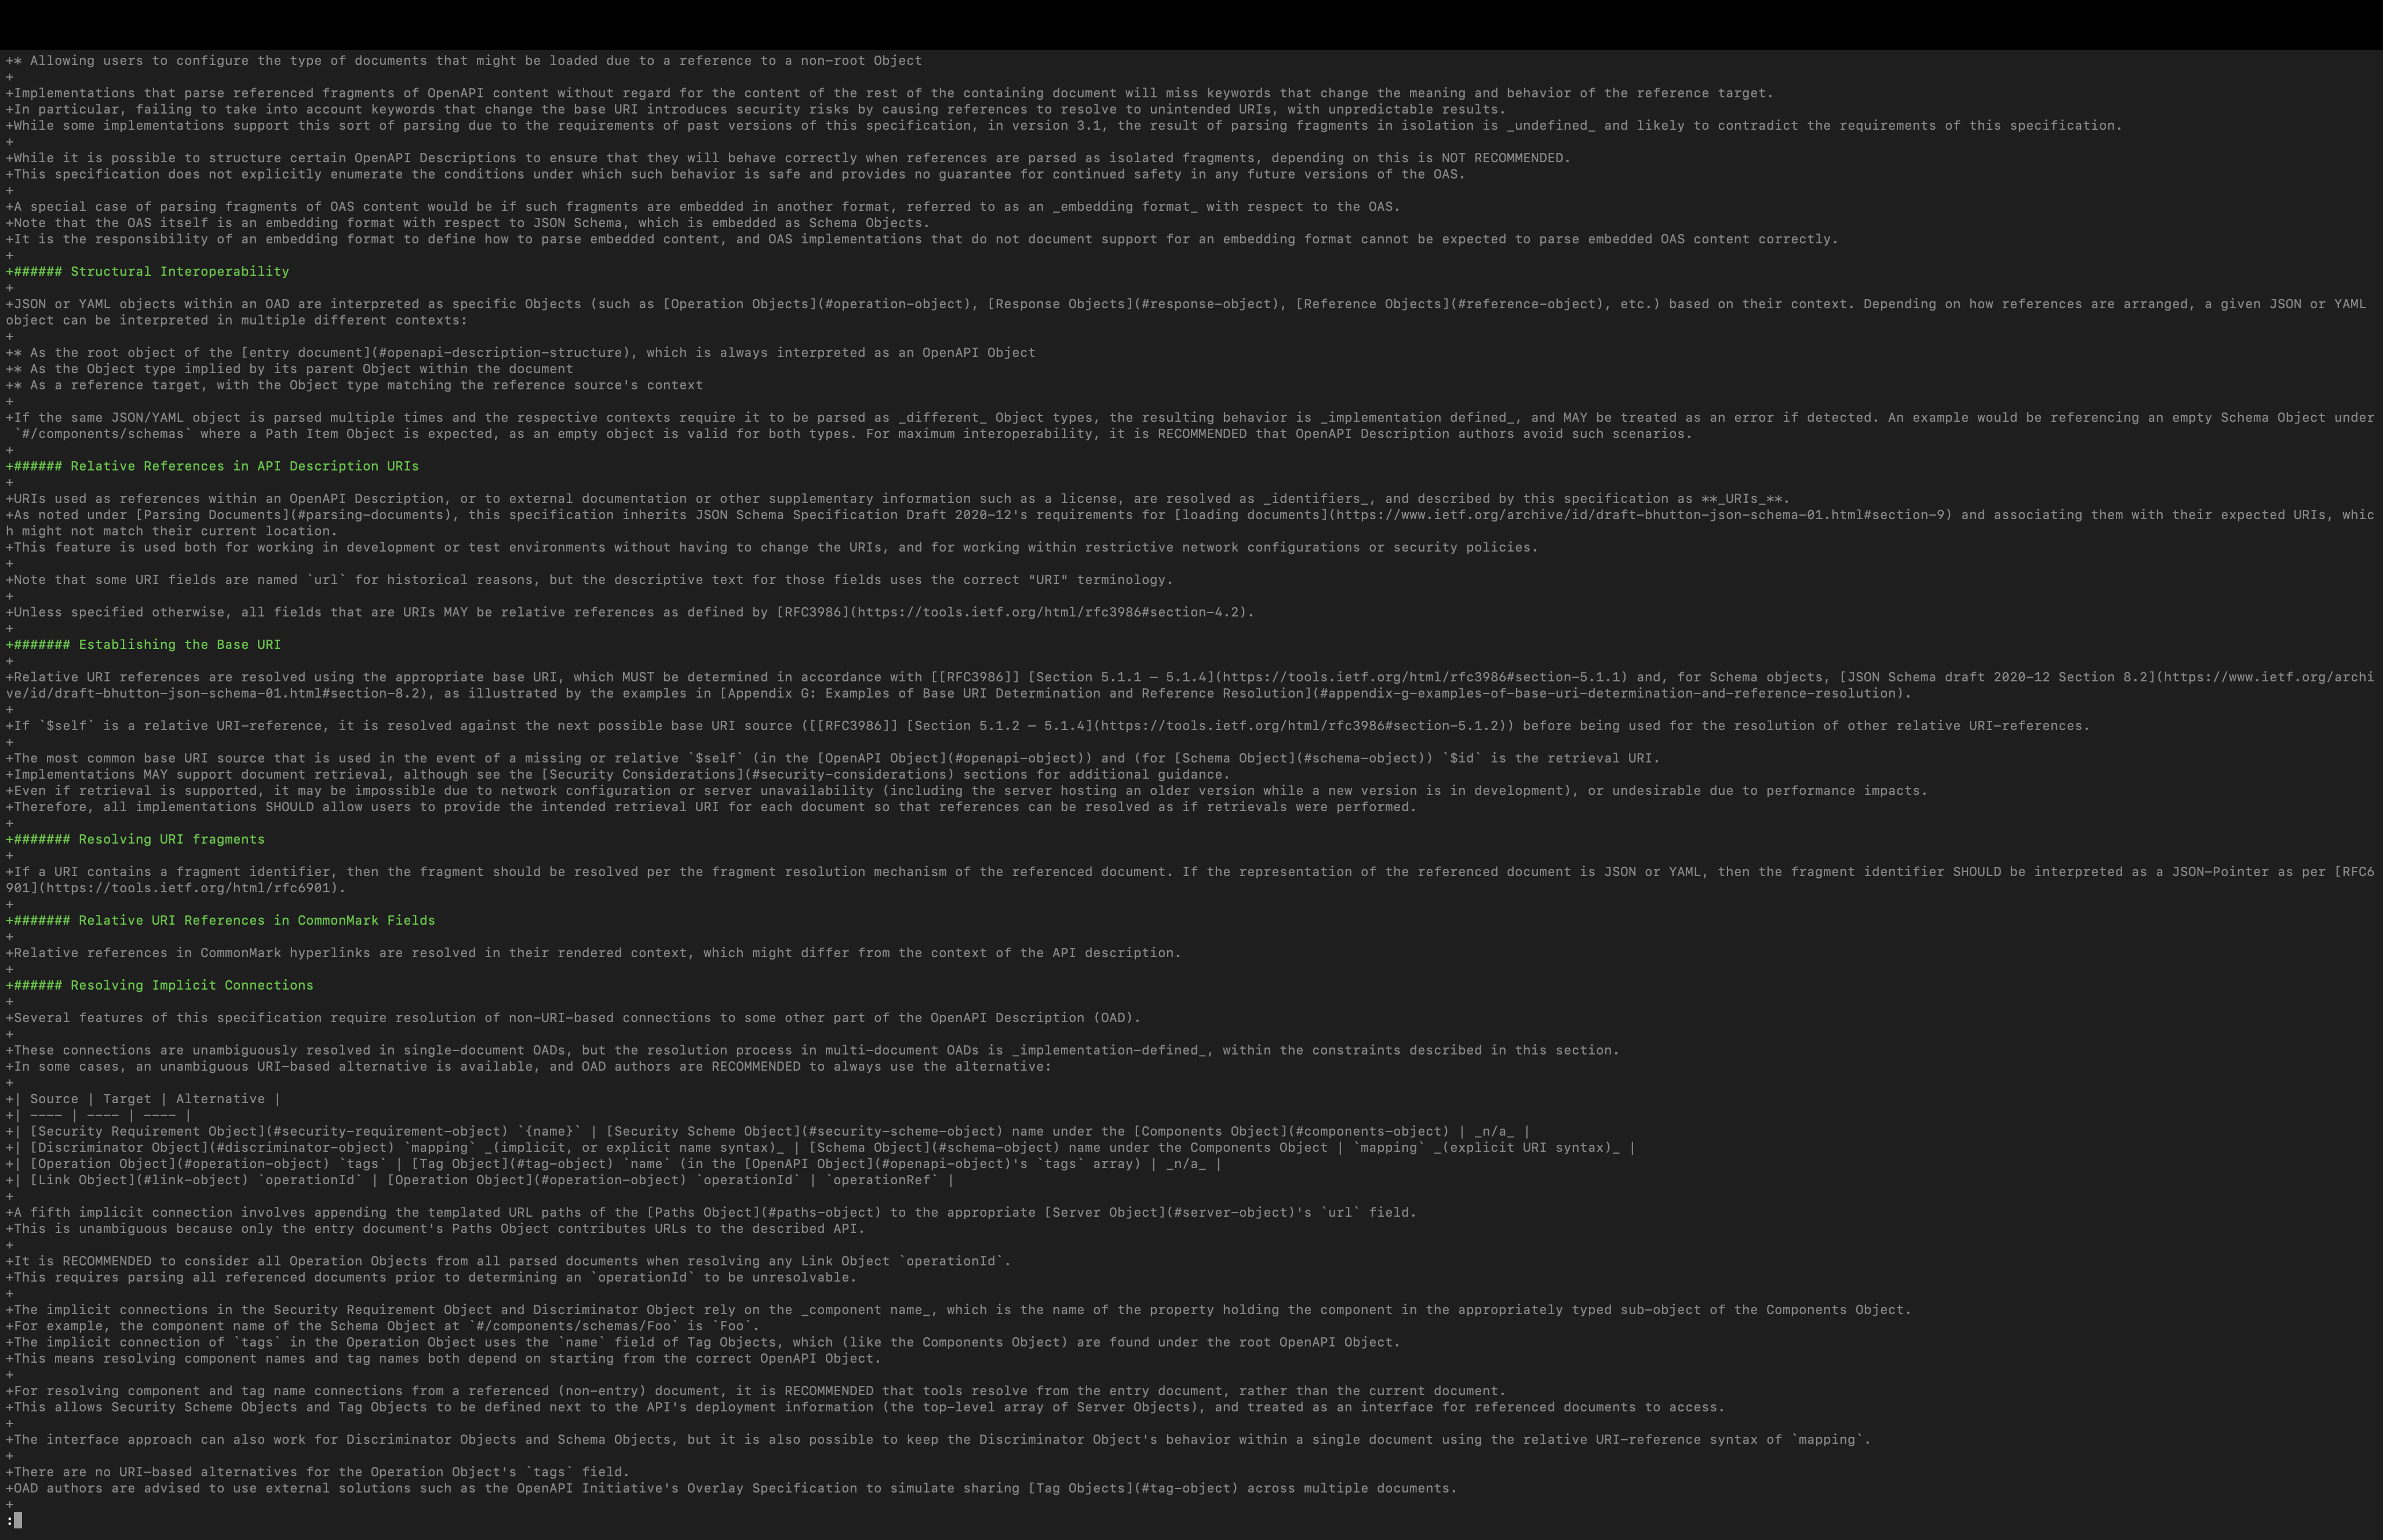 +* Allowing users to configure the type of documents that might be loaded due to a reference to a non-root Object
+
+Implementations that parse referenced fragments of OpenAPI content without regard for the content of the rest of the containing document will miss keywords that change the meaning and behavior of the reference target.
+In particular, failing to take into account keywords that change the base URI introduces security risks by causing references to resolve to unintended URIs, with unpredictable results.
+While some implementations support this sort of parsing due to the requirements of past versions of this specification, in version 3.1, the result of parsing fragments in isolation is _undefined_ and likely to contradict the requirements of this specification.
+
+While it is possible to structure certain OpenAPI Descriptions to ensure that they will behave correctly when references are parsed as isolated fragments, depending on this is NOT RECOMMENDED.
+This specification does not explicitly enumerate the conditions under which such behavior is safe and provides no guarantee for continued safety in any future versions of the OAS.
+
+A special case of parsing fragments of OAS content would be if such fragments are embedded in another format, referred to as an _embedding format_ with respect to the OAS.
+Note that the OAS itself is an embedding format with respect to JSON Schema, which is embedded as Schema Objects.
+It is the responsibility of an embedding format to define how to parse embedded content, and OAS implementations that do not document support for an embedding format cannot be expected to parse embedded OAS content correctly.
+
+###### Structural Interoperability
+
+JSON or YAML objects within an OAD are interpreted as specific Objects (such as [Operation Objects](#operation-object), [Response Objects](#response-object), [Reference Objects](#reference-object), etc.) based on their context. Depending on how references are arranged, a given JSON or YAML
object can be interpreted in multiple different contexts:
+
+* As the root object of the [entry document](#openapi-description-structure), which is always interpreted as an OpenAPI Object
+* As the Object type implied by its parent Object within the document
+* As a reference target, with the Object type matching the reference source's context
+
+If the same JSON/YAML object is parsed multiple times and the respective contexts require it to be parsed as _different_ Object types, the resulting behavior is _implementation defined_, and MAY be treated as an error if detected. An example would be referencing an empty Schema Object under
 `#/components/schemas` where a Path Item Object is expected, as an empty object is valid for both types. For maximum interoperability, it is RECOMMENDED that OpenAPI Description authors avoid such scenarios.
+
+###### Relative References in API Description URIs
+
+URIs used as references within an OpenAPI Description, or to external documentation or other supplementary information such as a license, are resolved as _identifiers_, and described by this specification as **_URIs_**.
+As noted under [Parsing Documents](#parsing-documents), this specification inherits JSON Schema Specification Draft 2020-12's requirements for [loading documents](https://www.ietf.org/archive/id/draft-bhutton-json-schema-01.html#section-9) and associating them with their expected URIs, whic
h might not match their current location.
+This feature is used both for working in development or test environments without having to change the URIs, and for working within restrictive network configurations or security policies.
+
+Note that some URI fields are named `url` for historical reasons, but the descriptive text for those fields uses the correct "URI" terminology.
+
+Unless specified otherwise, all fields that are URIs MAY be relative references as defined by [RFC3986](https://tools.ietf.org/html/rfc3986#section-4.2).
+
+####### Establishing the Base URI
+
+Relative URI references are resolved using the appropriate base URI, which MUST be determined in accordance with [[RFC3986]] [Section 5.1.1 – 5.1.4](https://tools.ietf.org/html/rfc3986#section-5.1.1) and, for Schema objects, [JSON Schema draft 2020-12 Section 8.2](https://www.ietf.org/archi
ve/id/draft-bhutton-json-schema-01.html#section-8.2), as illustrated by the examples in [Appendix G: Examples of Base URI Determination and Reference Resolution](#appendix-g-examples-of-base-uri-determination-and-reference-resolution).
+
+If `$self` is a relative URI-reference, it is resolved against the next possible base URI source ([[RFC3986]] [Section 5.1.2 – 5.1.4](https://tools.ietf.org/html/rfc3986#section-5.1.2)) before being used for the resolution of other relative URI-references.
+
+The most common base URI source that is used in the event of a missing or relative `$self` (in the [OpenAPI Object](#openapi-object)) and (for [Schema Object](#schema-object)) `$id` is the retrieval URI.
+Implementations MAY support document retrieval, although see the [Security Considerations](#security-considerations) sections for additional guidance.
+Even if retrieval is supported, it may be impossible due to network configuration or server unavailability (including the server hosting an older version while a new version is in development), or undesirable due to performance impacts.
+Therefore, all implementations SHOULD allow users to provide the intended retrieval URI for each document so that references can be resolved as if retrievals were performed.
+
+####### Resolving URI fragments
+
+If a URI contains a fragment identifier, then the fragment should be resolved per the fragment resolution mechanism of the referenced document. If the representation of the referenced document is JSON or YAML, then the fragment identifier SHOULD be interpreted as a JSON-Pointer as per [RFC6
901](https://tools.ietf.org/html/rfc6901).
+
+####### Relative URI References in CommonMark Fields
+
+Relative references in CommonMark hyperlinks are resolved in their rendered context, which might differ from the context of the API description.
+
+###### Resolving Implicit Connections
+
+Several features of this specification require resolution of non-URI-based connections to some other part of the OpenAPI Description (OAD).
+
+These connections are unambiguously resolved in single-document OADs, but the resolution process in multi-document OADs is _implementation-defined_, within the constraints described in this section.
+In some cases, an unambiguous URI-based alternative is available, and OAD authors are RECOMMENDED to always use the alternative:
+
+| Source | Target | Alternative |
+| ---- | ---- | ---- |
+| [Security Requirement Object](#security-requirement-object) `{name}` | [Security Scheme Object](#security-scheme-object) name under the [Components Object](#components-object) | _n/a_ |
+| [Discriminator Object](#discriminator-object) `mapping` _(implicit, or explicit name syntax)_ | [Schema Object](#schema-object) name under the Components Object | `mapping` _(explicit URI syntax)_ |
+| [Operation Object](#operation-object) `tags` | [Tag Object](#tag-object) `name` (in the [OpenAPI Object](#openapi-object)'s `tags` array) | _n/a_ |
+| [Link Object](#link-object) `operationId` | [Operation Object](#operation-object) `operationId` | `operationRef` |
+
+A fifth implicit connection involves appending the templated URL paths of the [Paths Object](#paths-object) to the appropriate [Server Object](#server-object)'s `url` field.
+This is unambiguous because only the entry document's Paths Object contributes URLs to the described API.
+
+It is RECOMMENDED to consider all Operation Objects from all parsed documents when resolving any Link Object `operationId`.
+This requires parsing all referenced documents prior to determining an `operationId` to be unresolvable.
+
+The implicit connections in the Security Requirement Object and Discriminator Object rely on the _component name_, which is the name of the property holding the component in the appropriately typed sub-object of the Components Object.
+For example, the component name of the Schema Object at `#/components/schemas/Foo` is `Foo`.
+The implicit connection of `tags` in the Operation Object uses the `name` field of Tag Objects, which (like the Components Object) are found under the root OpenAPI Object.
+This means resolving component names and tag names both depend on starting from the correct OpenAPI Object.
+
+For resolving component and tag name connections from a referenced (non-entry) document, it is RECOMMENDED that tools resolve from the entry document, rather than the current document.
+This allows Security Scheme Objects and Tag Objects to be defined next to the API's deployment information (the top-level array of Server Objects), and treated as an interface for referenced documents to access.
+
+The interface approach can also work for Discriminator Objects and Schema Objects, but it is also possible to keep the Discriminator Object's behavior within a single document using the relative URI-reference syntax of `mapping`.
+
+There are no URI-based alternatives for the Operation Object's `tags` field.
+OAD authors are advised to use external solutions such as the OpenAPI Initiative's Overlay Specification to simulate sharing [Tag Objects](#tag-object) across multiple documents.
+
: